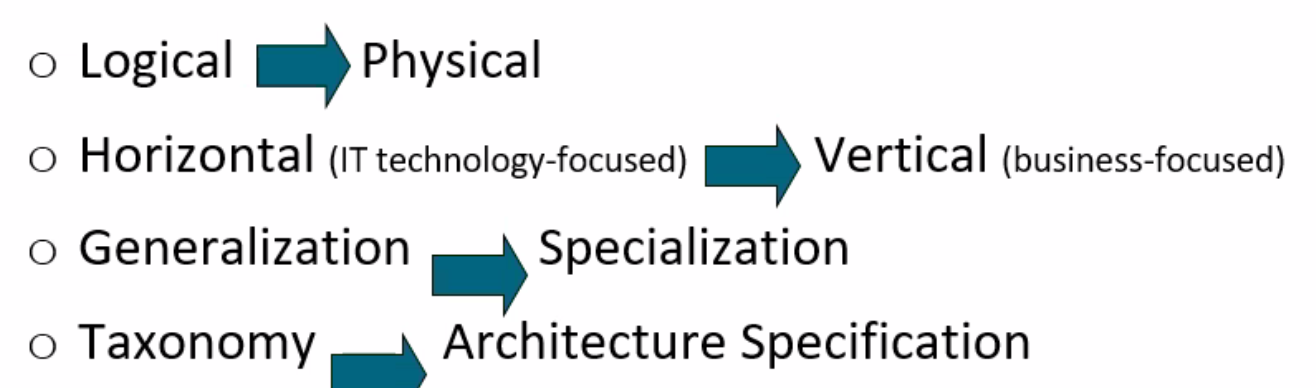 ○ Logical Physical
○ Horizontal (IT technology-focused) Vertical (business-focused)
○ Generalization Specialization
○ Taxonomy Architecture Specification